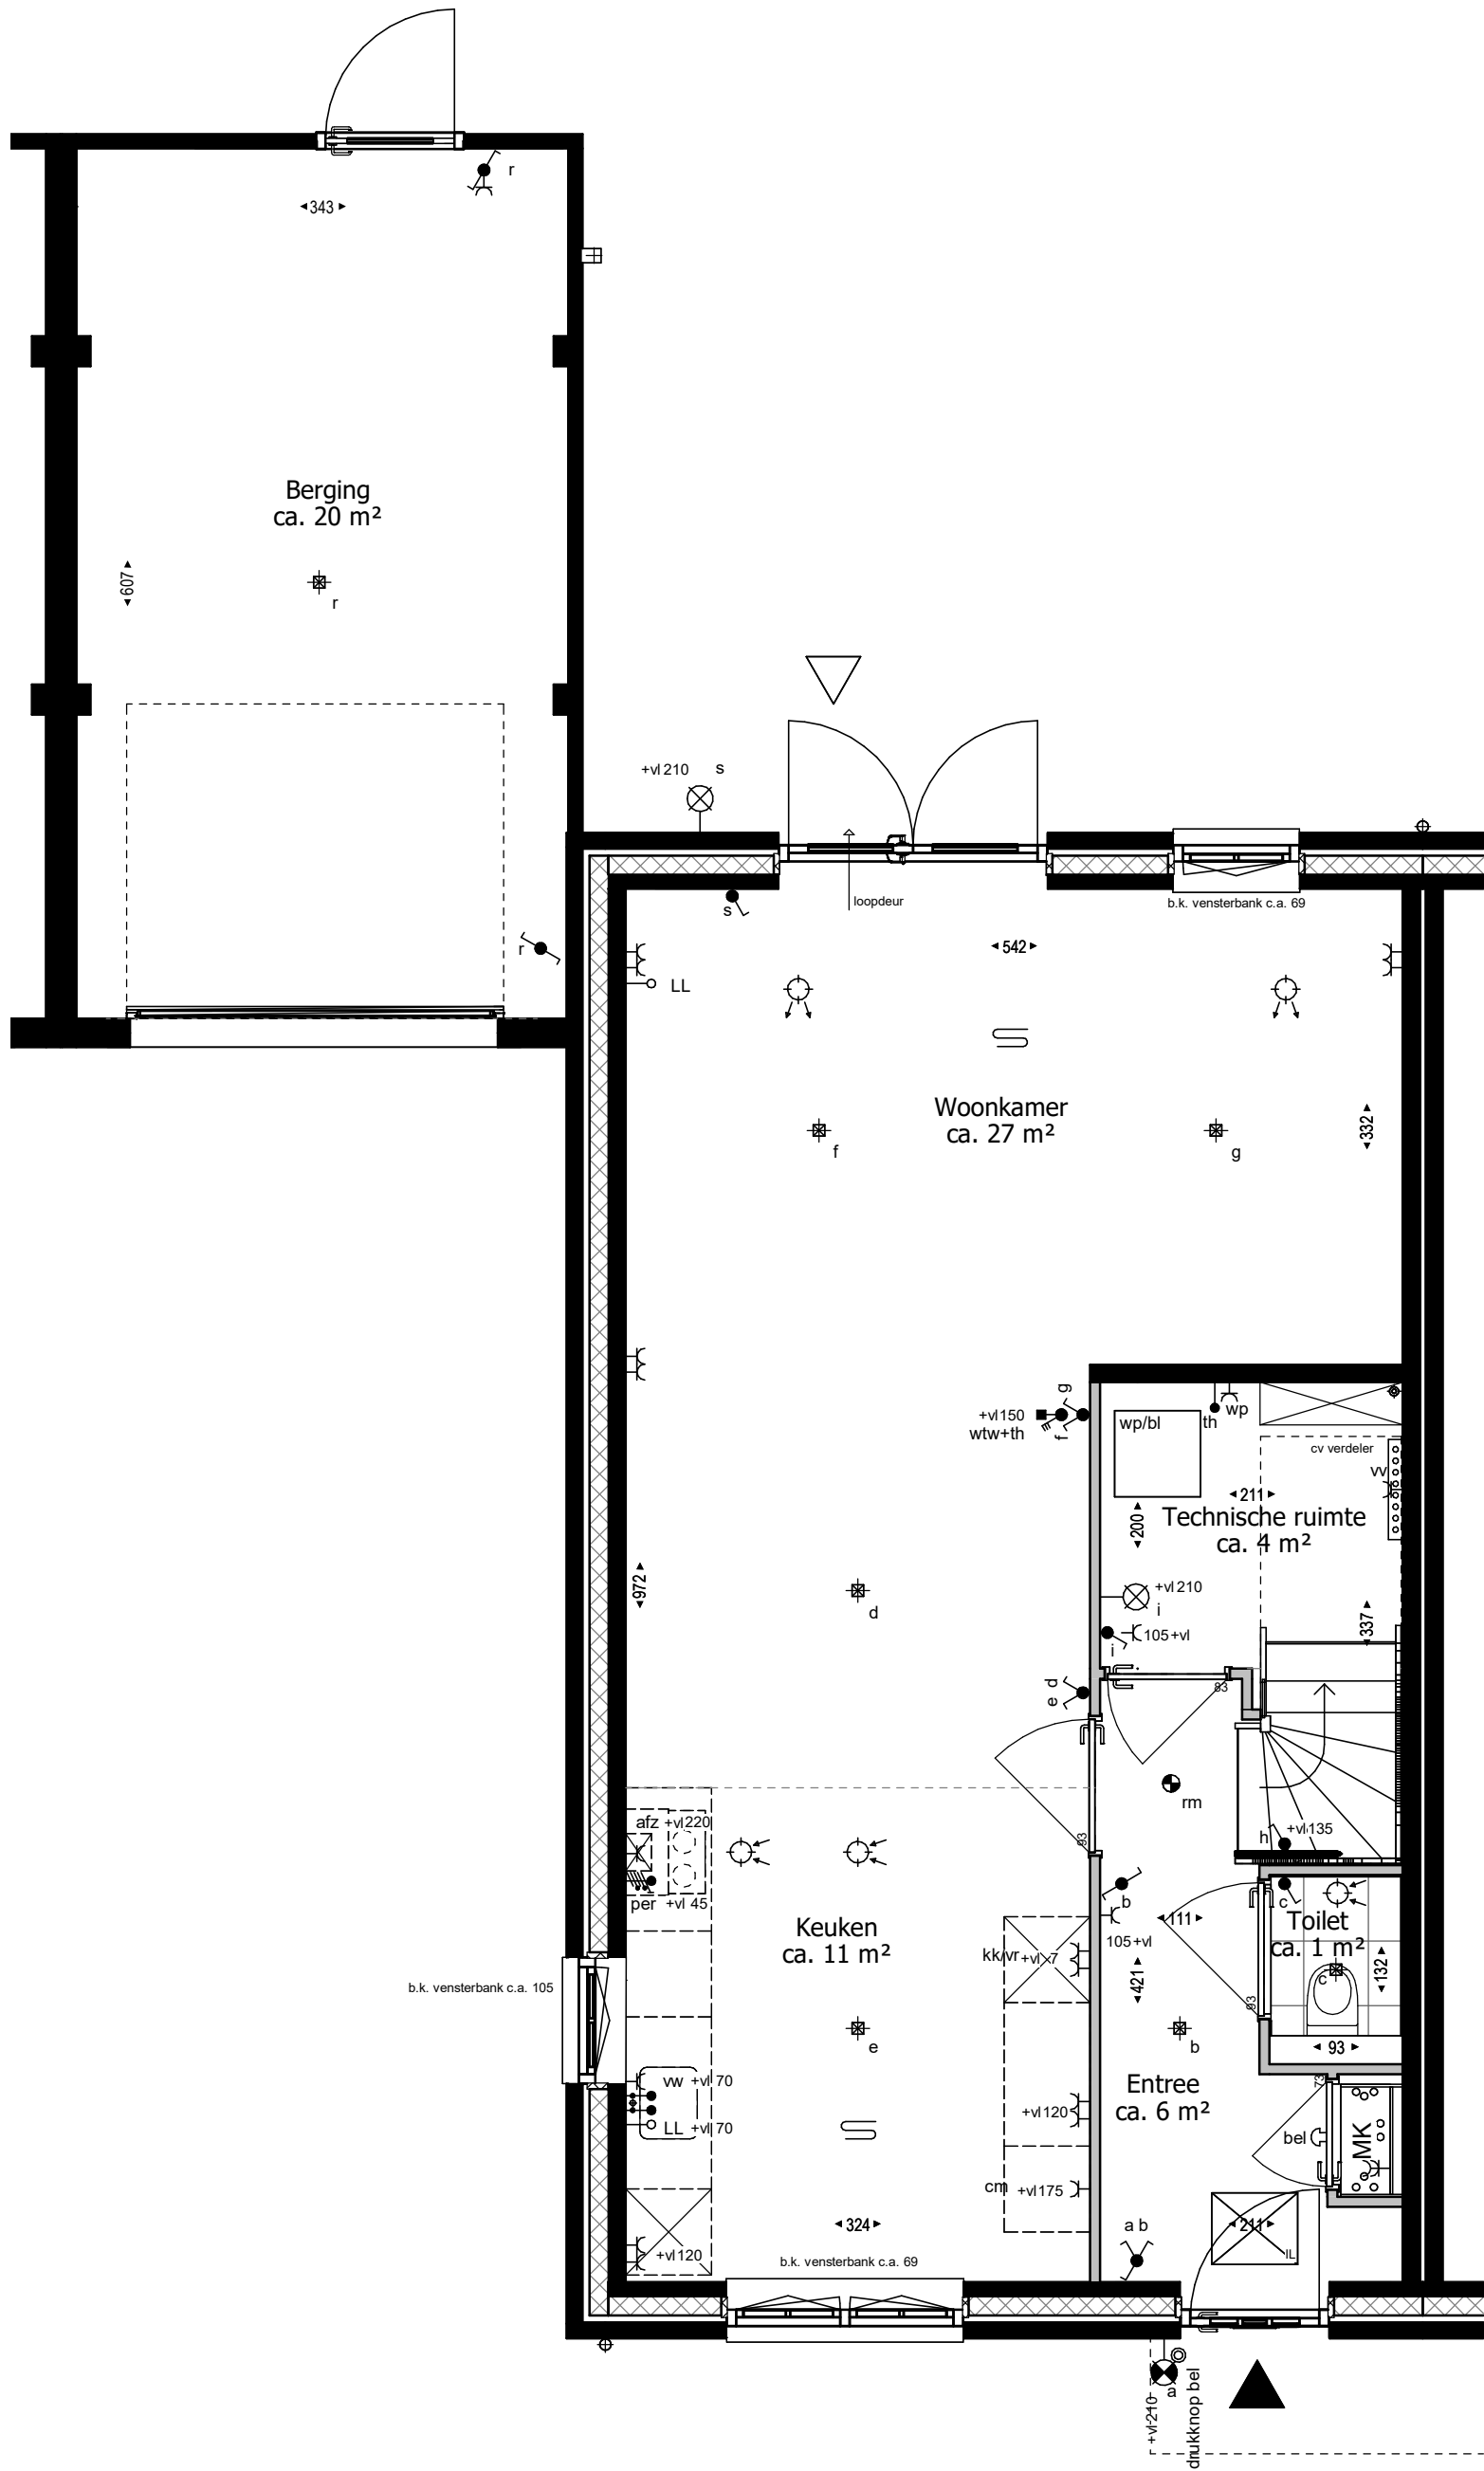 r
343
Berging
ca. 20 m²
607
r
+vl 210
s
loopdeur
b.k. vensterbank c.a. 69
s
r
542
LL
Woonkamer
ca. 27 m²
332
f
g
g
+vl 150
wtw+th
f
wp/bl
th
wp
cv verdeler
vv
211
200
Technische ruimte
ca. 4 m²
972
d
+vl 210
i
337
105+vl
i
e d
83
rm
afz
+vl 220
93
h
+vl 135
per
+vl 45
b
c
Keuken
ca. 11 m²
111
Toilet
ca. 1 m²
105+vl
kk/vr
+vl 7
421
c
132
b.k. vensterbank c.a. 105
93
e
b
93
vw
+vl 70
Entree
ca. 6 m²
73
+vl 120
LL
+vl 70
bel
MK
cm
+vl 175
324
a b
211
IL
+vl 120
b.k. vensterbank c.a. 69
a
+vl 210
drukknop bel